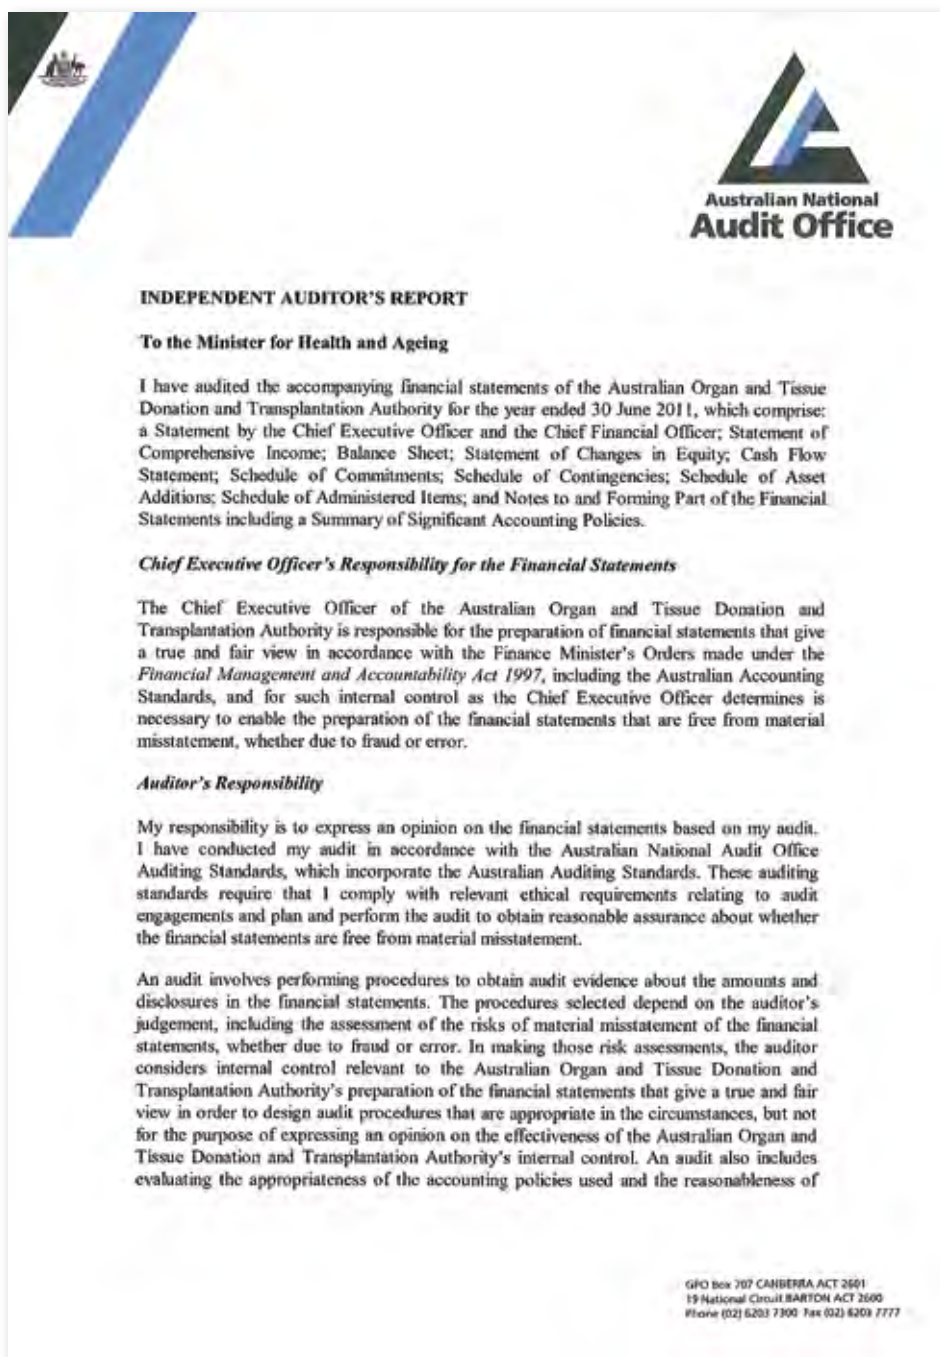 Australian National
Audit Office
INDEPENDENT AUDITOR'S REPORT
To the Minister for Health and Ageing
I have audited the accompanying financial statements of the Australian Organ and Tissue
Donation and Transplantation Authority for the year ended 30 June 2011, which comprise:
a Statement by the Chief Executive Officer and the Chief Financial Officer; Statement of
Comprehensive Income; Balance Sheet; Statement of Changes in Equity; Cash Flow
Statement; Schedule of Commitments; Schedule of Contingencies; Schedule of Asset
Additions; Schedule of Administered Items; and Notes to and Forming Part of the Financial
Statements including a Summary of Significant Accounting Policies.
Chief Executive Officer's Responsibility for the Financial Statements
The Chief Executive Officer of the Australian Organ and Tissue Donation and
Transplantation Authority is responsible for the preparation of financial statements that give
a true and fair view in accordance with the Finance Minister's Orders made under the
Financial Management and Accountability Act 1997, including the Australian Accounting
Standards, and for such internal control as the Chief Executive Officer determines is
necessary to enable the preparation of the financial statements that are free from material
misstatement, whether due to fraud or error.
Auditor's Responsibility
My responsibility is to express an opinion on the financial statements based on my audit.
I have conducted my audit in accordance with the Australian National Audit Office
Auditing Standards, which incorporate the Australian Auditing Standards. These auditing
standards require that I comply with relevant ethical requirements relating to audit
engagements and plan and perform the audit to obtain reasonable assurance about whether
the financial statements are free from material misstatement.
An audit involves performing procedures to obtain audit evidence about the amounts and
disclosures in the financial statements. The procedures selected depend on the auditor's
judgement, including the assessment of the risks of material misstatement of the financial
statements, whether due to fraud or error. In making those risk assessments, the auditor
considers internal control relevant to the Australian Organ and Tissue Donation and
Transplantation Authority's preparation of the financial statements that give a true and fair
view in order to design audit procedures that are appropriate in the circumstances, but not
for the purpose of expressing an opinion on the effectiveness of the Australian Organ and
Tissue Donation and Transplantation Authority's internal control. An audit also includes
evaluating the appropriateness of the accounting policies used and the reasonableness of
GPO Box 707 CANBERRA ACT 2601
19 National Circuit BARTON ACT 2600
Phone (02) 6203 7300 Fax (02) 6203 7777